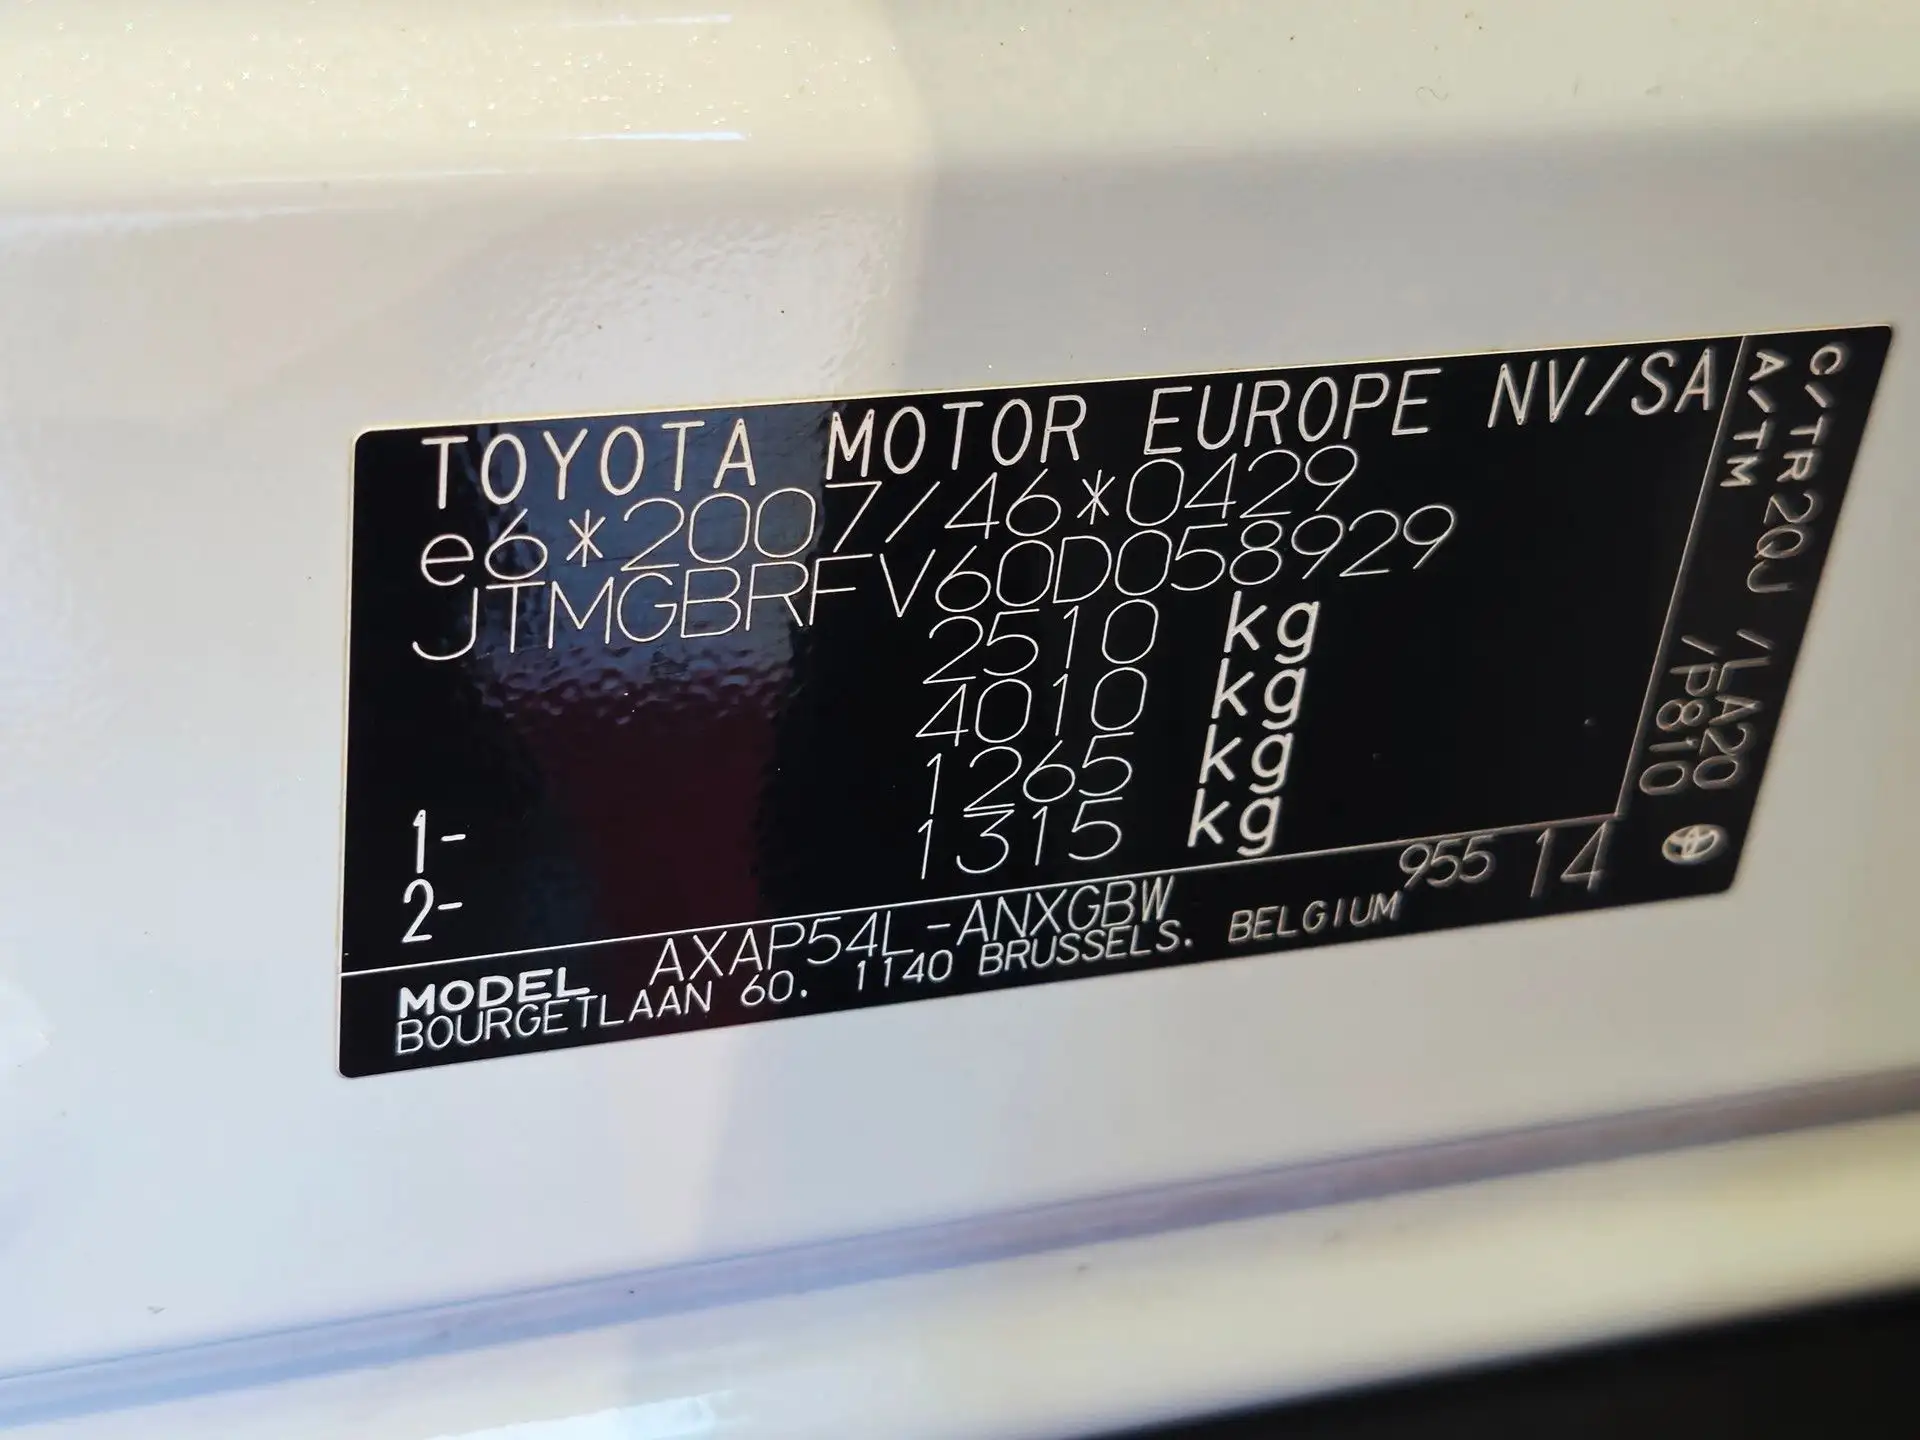 TOYOTA MOTOR EUROPE NV/SA
e6*2007/46*0429
JTMGBRFV60D058929
2510 kg
4010 kg
1- 1265 kg
2- 1315 kg
MODEL AXAP54L-ANXGBW
BOURGETLAAN 60. 1140 BRUSSELS. BELGIUM
955 14
C/TR 2QJ /LA20
A/TM /P810